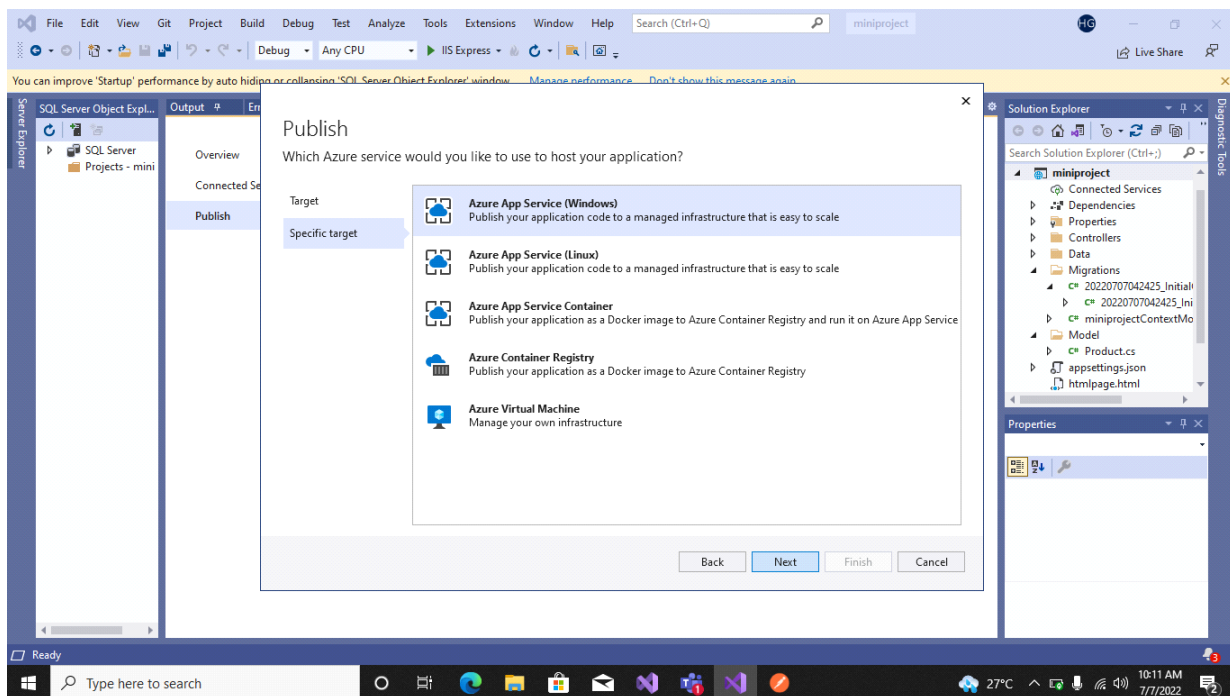 File Edit View Git Project Build Debug Test Analyze Tools Extensions Window Help Search (Ctrl+Q) miniproject HG
Debug Any CPU IIS Express Live Share
You can improve 'Startup' performance by auto hiding or collapsing 'SQL Server Object Explorer' window. Manage performance Don't show this message again
Server Explorer
SQL Server Object Expl...
SQL Server
Projects - mini
Output
Overview
Connected Se
Publish
Publish
Which Azure service would you like to use to host your application?
Target
Specific target
Azure App Service (Windows)
Publish your application code to a managed infrastructure that is easy to scale
Azure App Service (Linux)
Publish your application code to a managed infrastructure that is easy to scale
Azure App Service Container
Publish your application as a Docker image to Azure Container Registry and run it on Azure App Service
Azure Container Registry
Publish your application as a Docker image to Azure Container Registry
Azure Virtual Machine
Manage your own infrastructure
Back Next Finish Cancel
Solution Explorer
Search Solution Explorer (Ctrl+;)
miniproject
Connected Services
Dependencies
Properties
Controllers
Data
Migrations
C# 20220707042425_Initial
C# 20220707042425_Ini
C# miniprojectContextMo
Model
C# Product.cs
appsettings.json
htmlpage.html
Properties
Diagnostic Tools
Ready
3
Type here to search
1
27°C
10:11 AM
7/7/2022
2